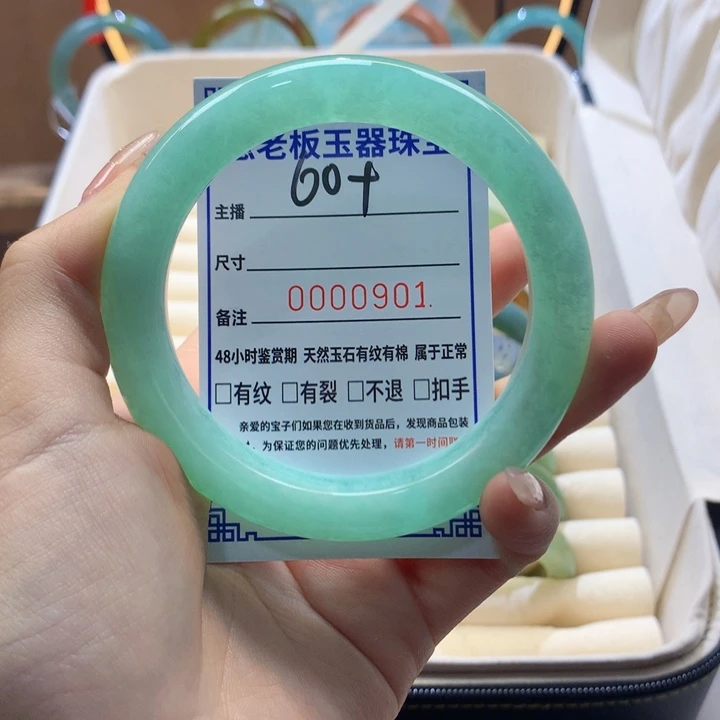 老板玉器珠宝
60+
主播
尺寸
0000901.
备注
48小时鉴赏期 天然玉石有纹有棉 属于正常
□有纹 □有裂 □不退 □扣手
亲爱的宝子们如果您在收到货品后，发现商品包装
为保证您的问题优先处理，请第一时间联